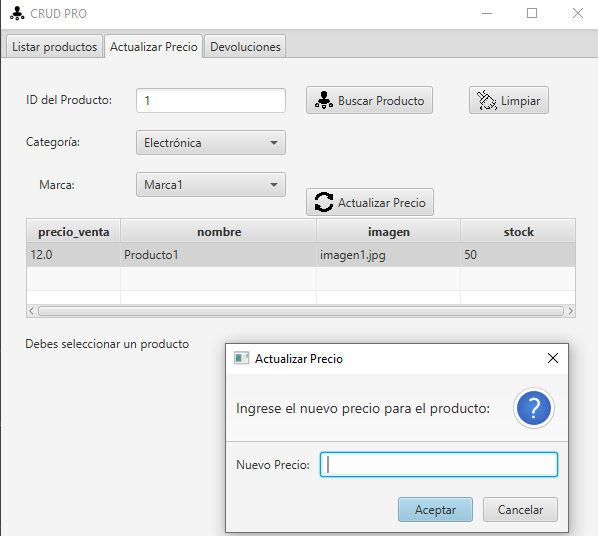 CRUD PRO
Listar productos Actualizar Precio Devoluciones
ID del Producto: 1 Buscar Producto Limpiar
Categoría: Electrónica
Marca: Marca1
Actualizar Precio
precio_venta nombre imagen stock
12.0 Producto1 imagen1.jpg 50
Debes seleccionar un producto
Actualizar Precio
Ingrese el nuevo precio para el producto:
Nuevo Precio:
Aceptar Cancelar